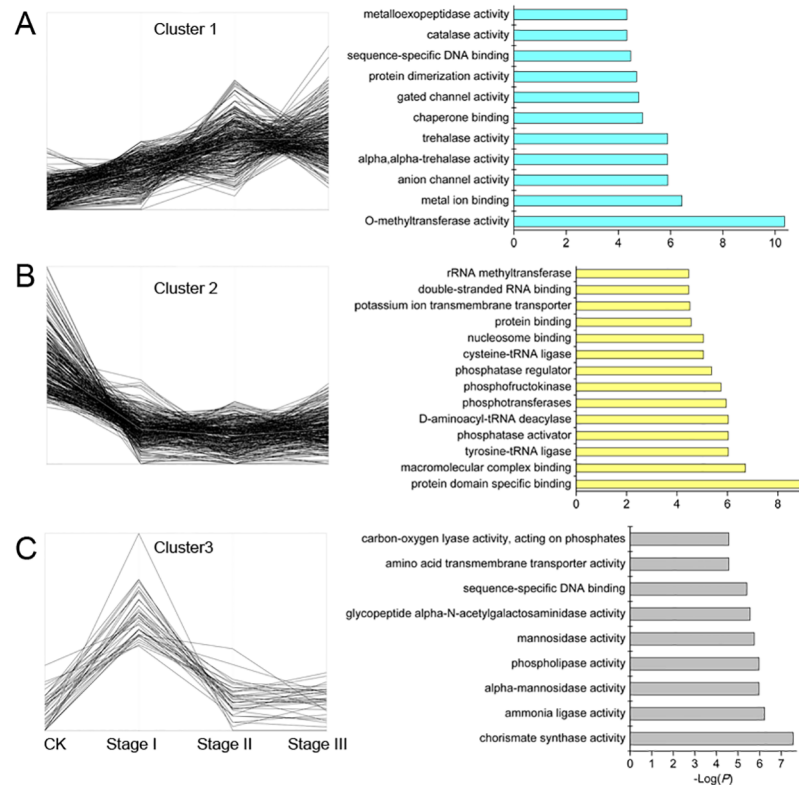 A
Cluster 1
metalloexopeptidase activity
catalase activity
sequence-specific DNA binding
protein dimerization activity
gated channel activity
chaperone binding
trehalase activity
alpha,alpha-trehalase activity
anion channel activity
metal ion binding
O-methyltransferase activity
0 2 4 6 8 10
B
Cluster 2
rRNA methyltransferase
double-stranded RNA binding
potassium ion transmembrane transporter
protein binding
nucleosome binding
cysteine-tRNA ligase
phosphatase regulator
phosphofructokinase
phosphotransferases
D-aminoacyl-tRNA deacylase
phosphatase activator
tyrosine-tRNA ligase
macromolecular complex binding
protein domain specific binding
0 2 4 6 8
C
Cluster3
carbon-oxygen lyase activity, acting on phosphates
amino acid transmembrane transporter activity
sequence-specific DNA binding
glycopeptide alpha-N-acetylgalactosaminidase activity
mannosidase activity
phospholipase activity
alpha-mannosidase activity
ammonia ligase activity
chorismate synthase activity
CK Stage I Stage II Stage III
0 1 2 3 4 5 6 7
-Log(P)